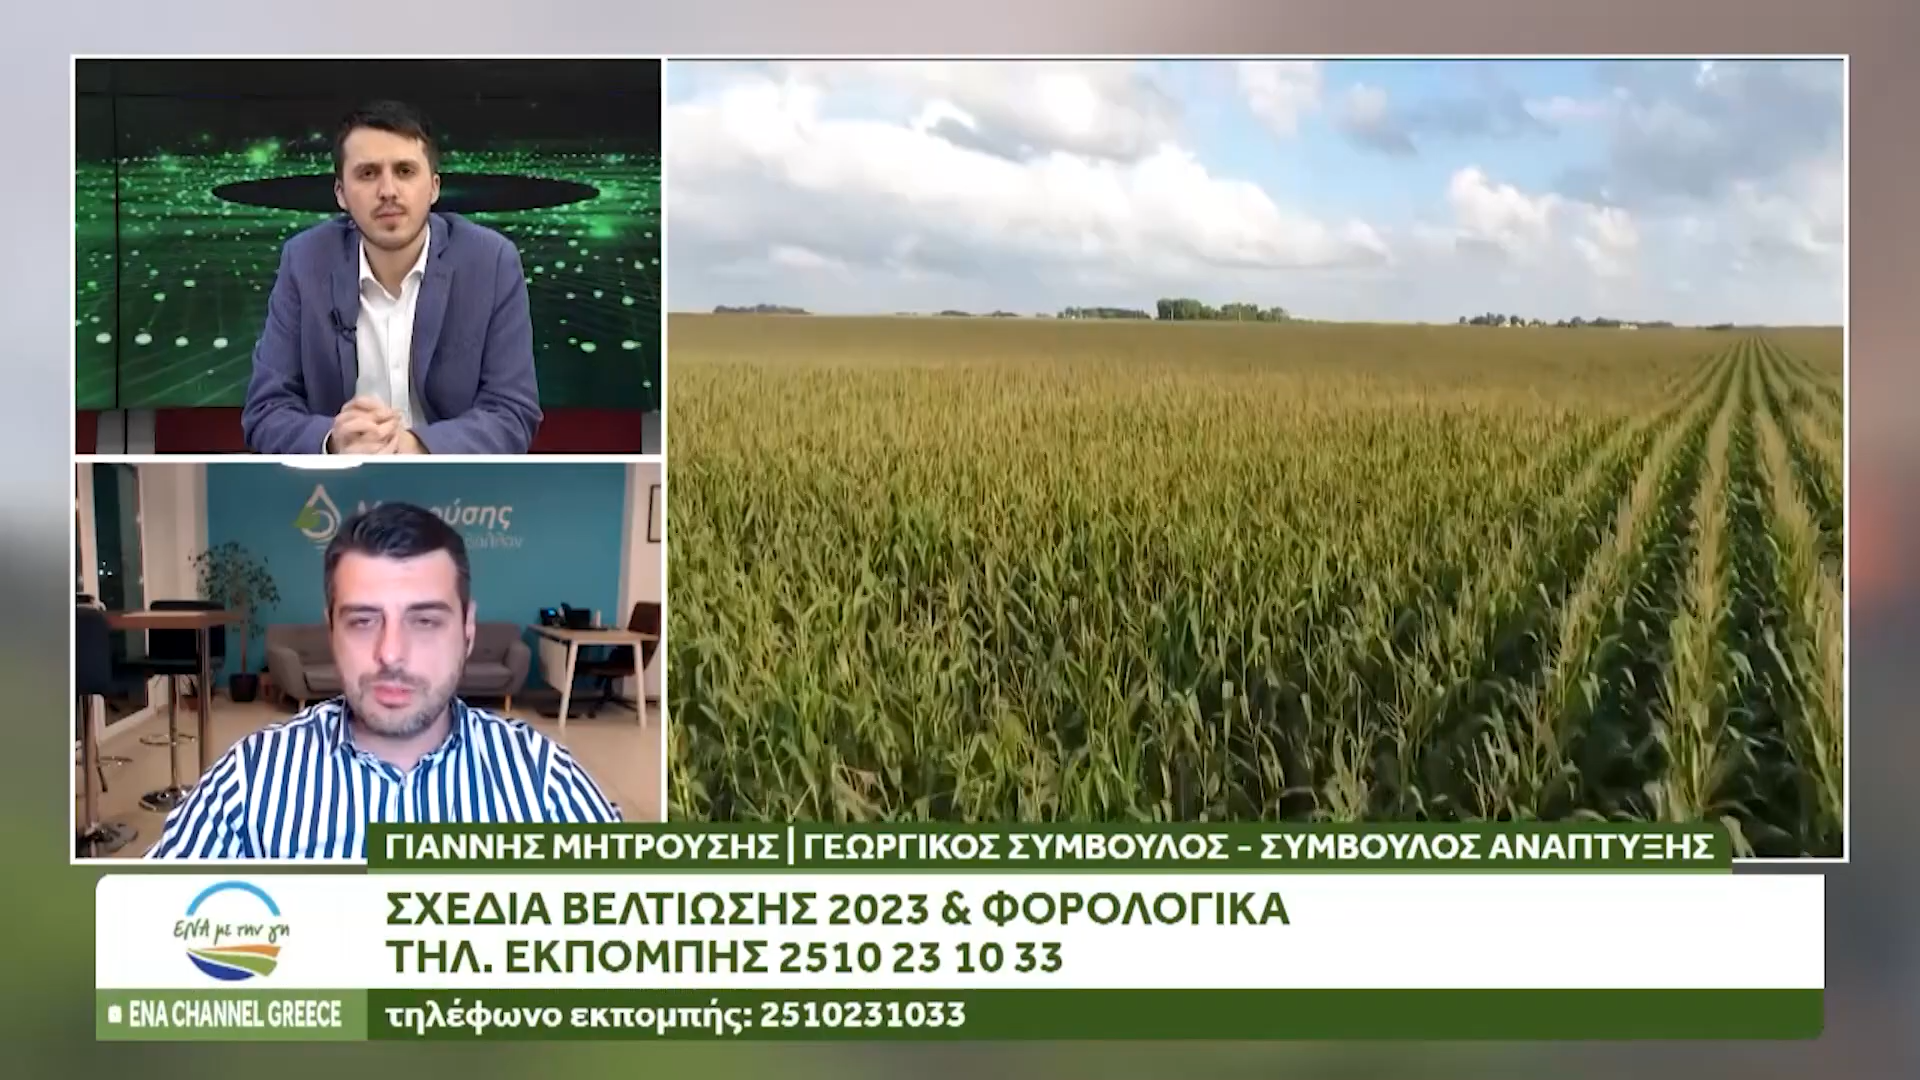 ύσης
ΓΙΑΝΝΗΣ ΜΗΤΡΟΥΣΗΣ | ΓΕΩΡΓΙΚΟΣ ΣΥΜΒΟΥΛΟΣ – ΣΥΜΒΟΥΛΟΣ ΑΝΑΠΤΥΞΗΣ
ΕΝΑ με την γη
ΣΧΕΔΙΑ ΒΕΛΤΙΩΣΗΣ 2023 & ΦΟΡΟΛΟΓΙΚΑ
ΤΗΛ. ΕΚΠΟΜΠΗΣ 2510 23 10 33
ENA CHANNEL GREECE
τηλέφωνο εκπομπής: 2510231033